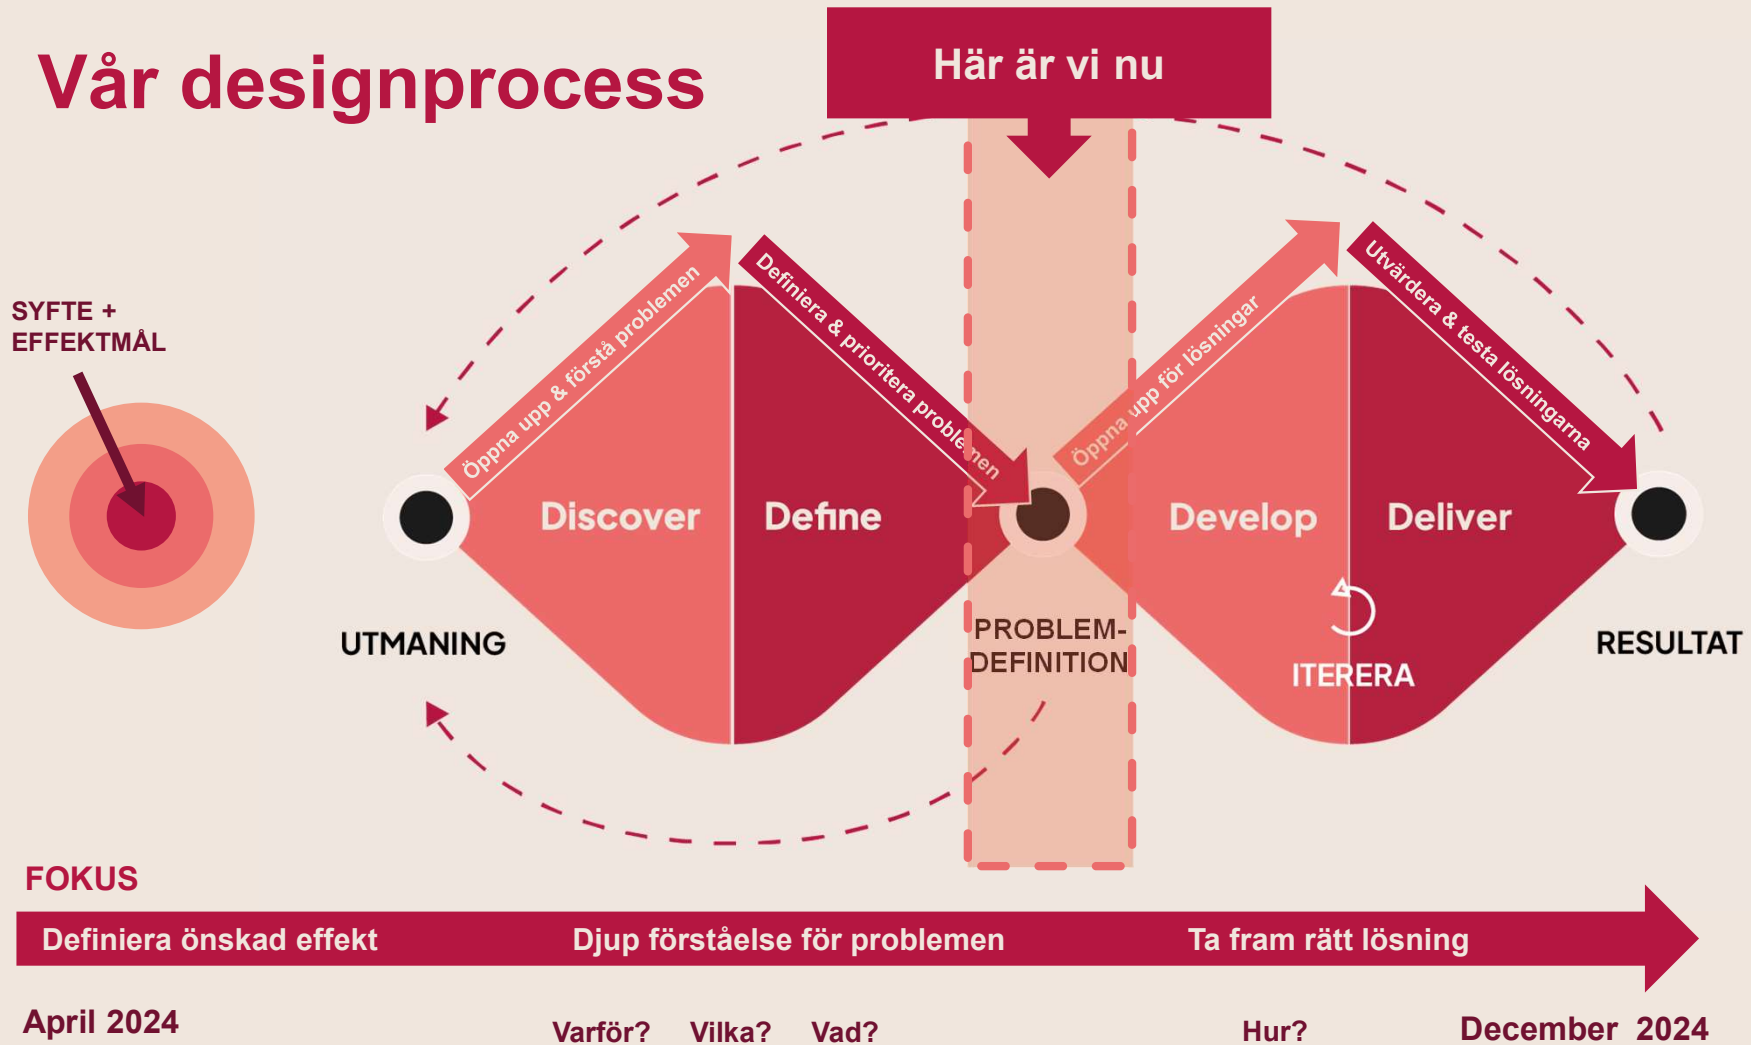 Vår designprocess
Här är vi nu
SYFTE +
EFFEKTMÅL
Öppna upp & förstå problemen
Definiera & prioritera problemen
Öppna upp för lösningar
Utvärdera & testa lösningarna
Discover
Define
Develop
Deliver
UTMANING
PROBLEM-
DEFINITION
ITERERA
RESULTAT
FOKUS
Definiera önskad effekt
Djup förståelse för problemen
Ta fram rätt lösning
April 2024
Varför?
Vilka?
Vad?
Hur?
December 2024